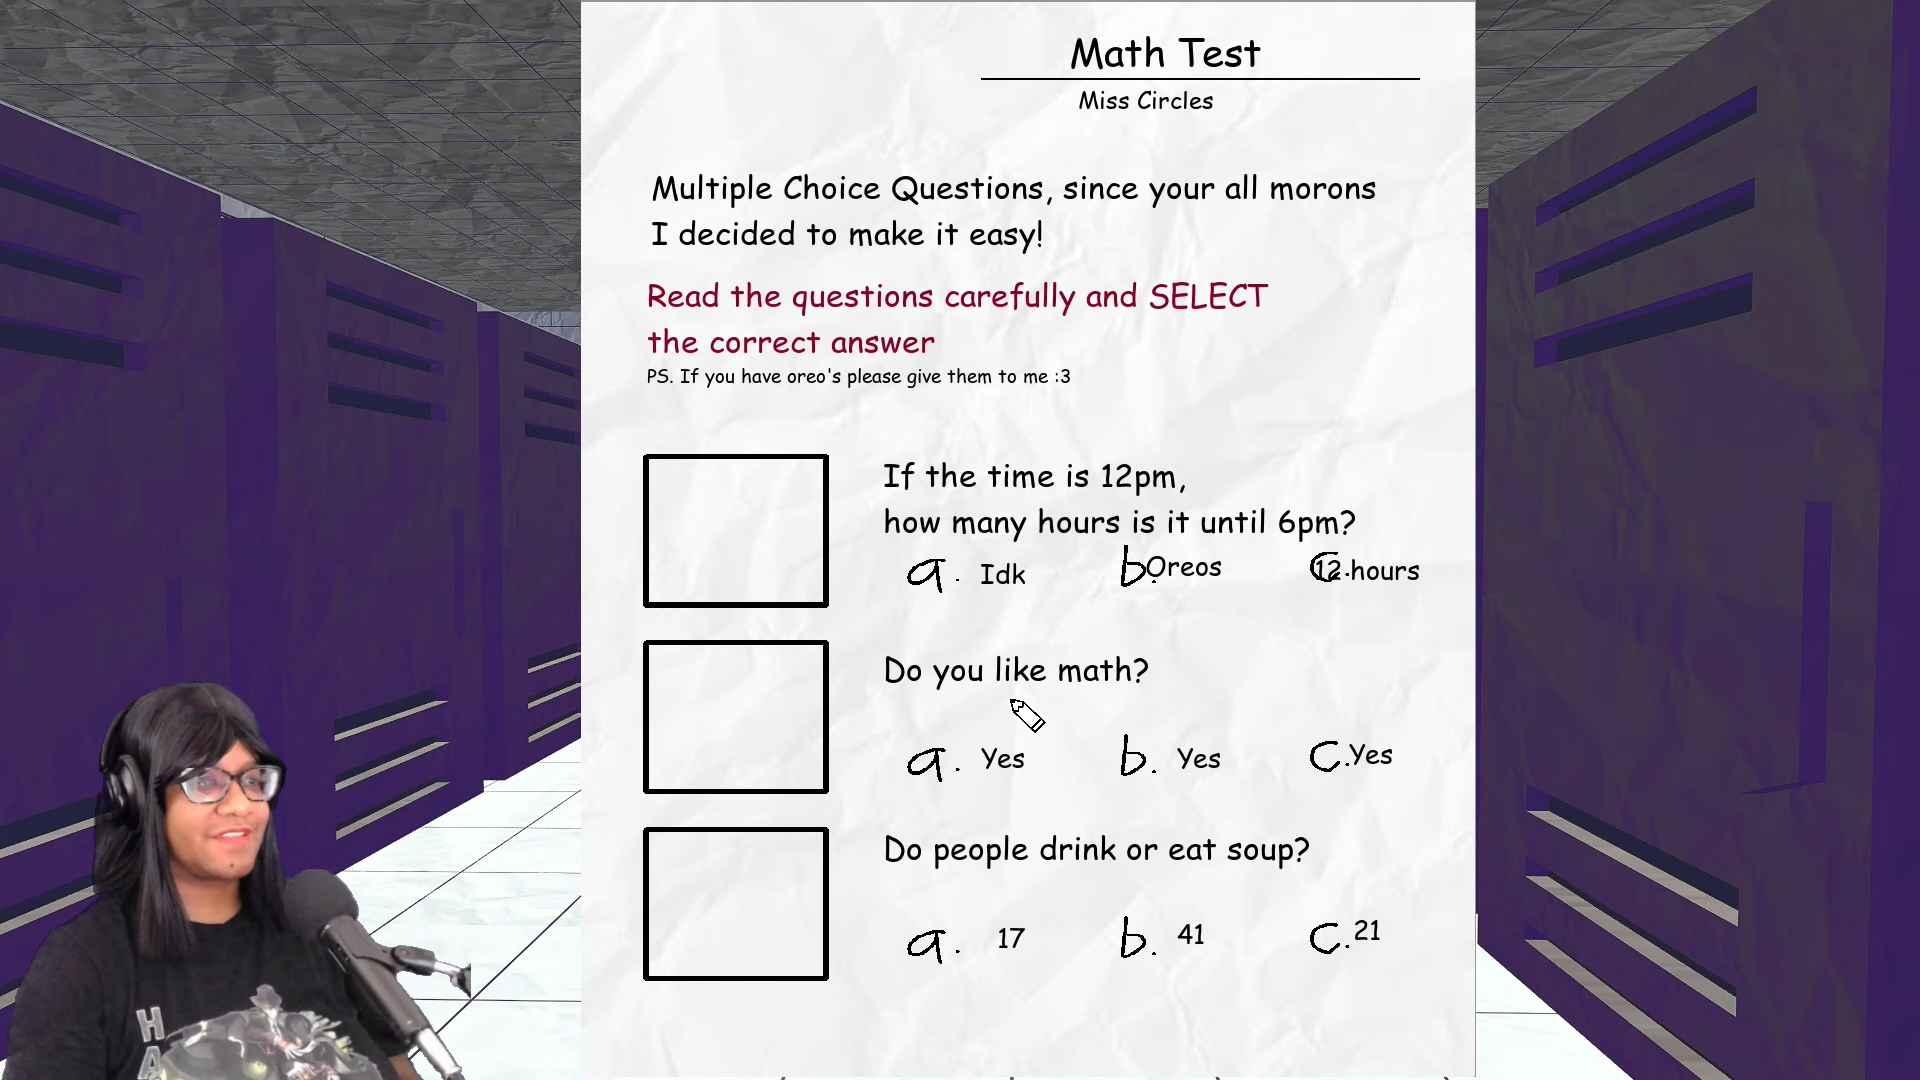 Math Test
Miss Circles
Multiple Choice Questions, since your all morons
I decided to make it easy!
Read the questions carefully and SELECT
the correct answer
PS. If you have oreo's please give them to me :3
If the time is 12pm,
how many hours is it until 6pm?
a. Idk b. Oreos c. 12 hours
Do you like math?
a. Yes b. Yes c. Yes
Do people drink or eat soup?
a. 17 b. 41 c. 21
H
A